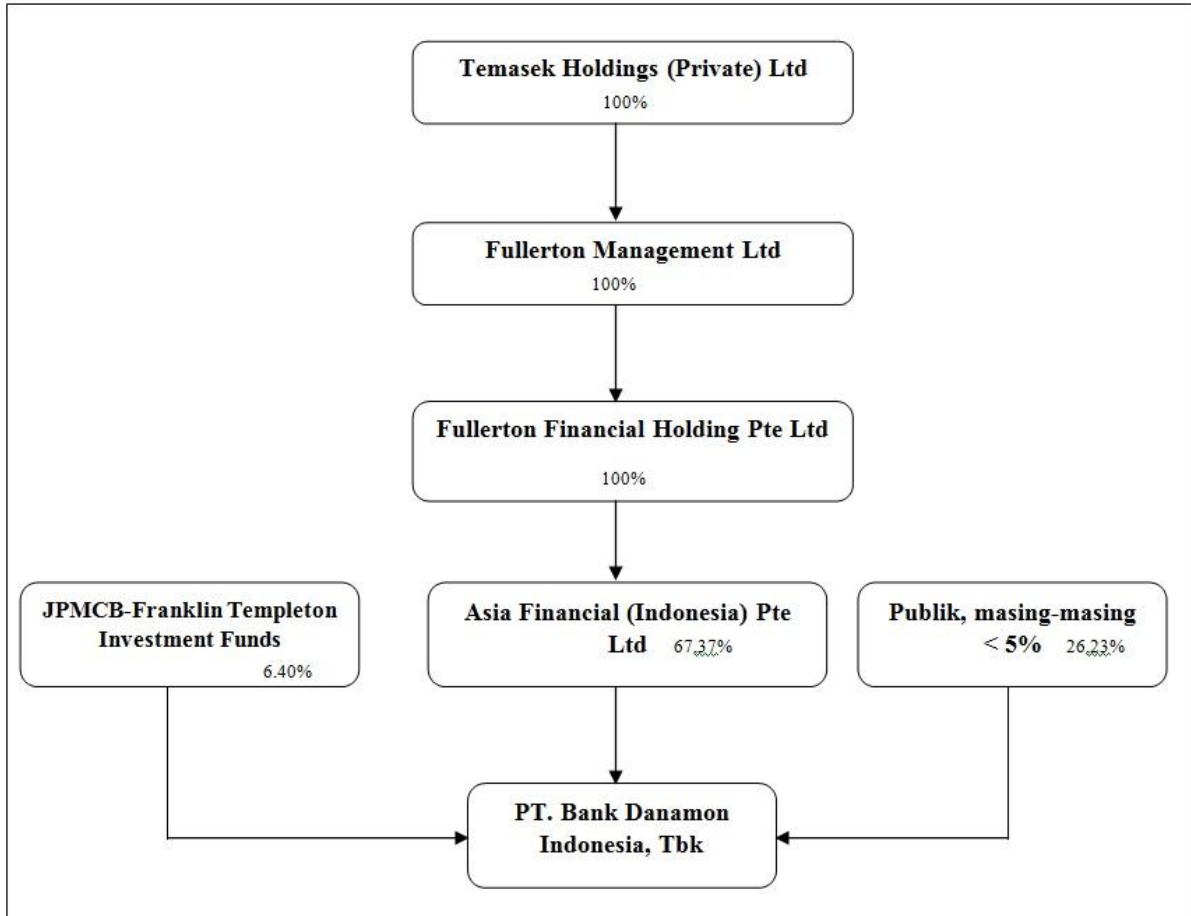 Temasek Holdings (Private) Ltd
100%
Fullerton Management Ltd
100%
Fullerton Financial Holding Pte Ltd
100%
JPMCB-Franklin Templeton
Investment Funds
6.40%
Asia Financial (Indonesia) Pte
Ltd 67,37%
Publik, masing-masing
< 5% 26,23%
PT. Bank Danamon
Indonesia, Tbk